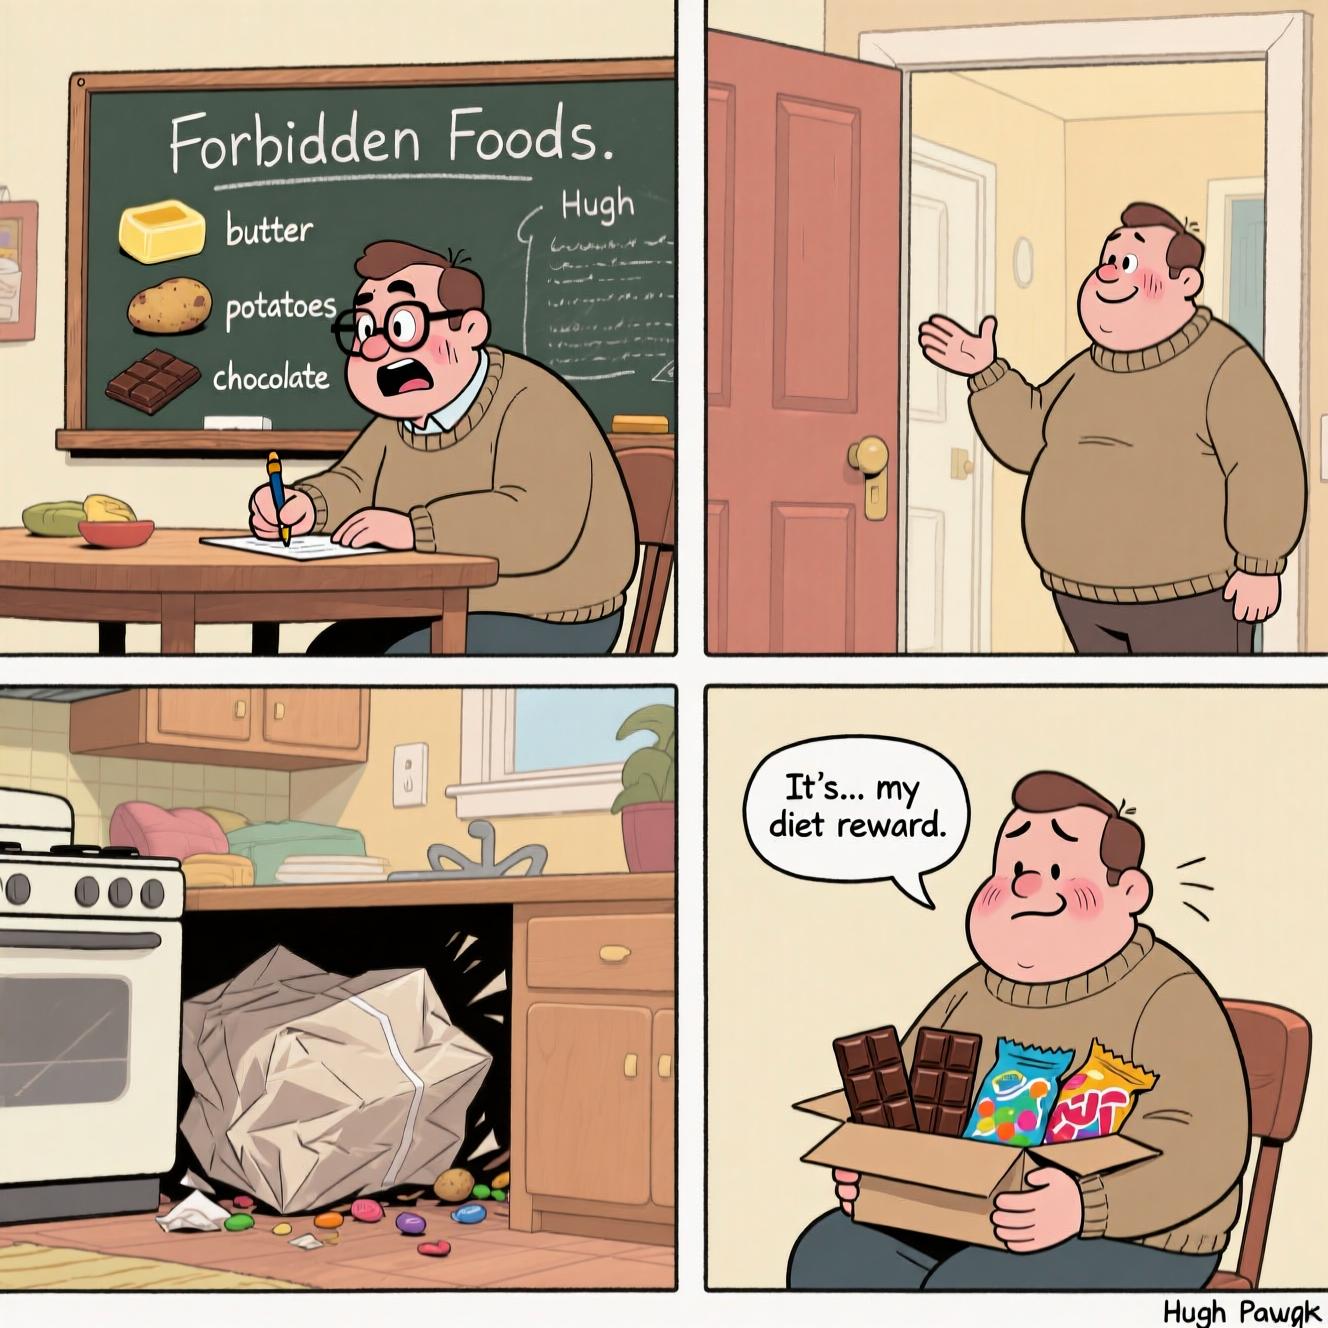 Forbidden Foods.
butter
Hugh
potatoes
chocolate
It's... my
diet reward.
Hugh Pawgk